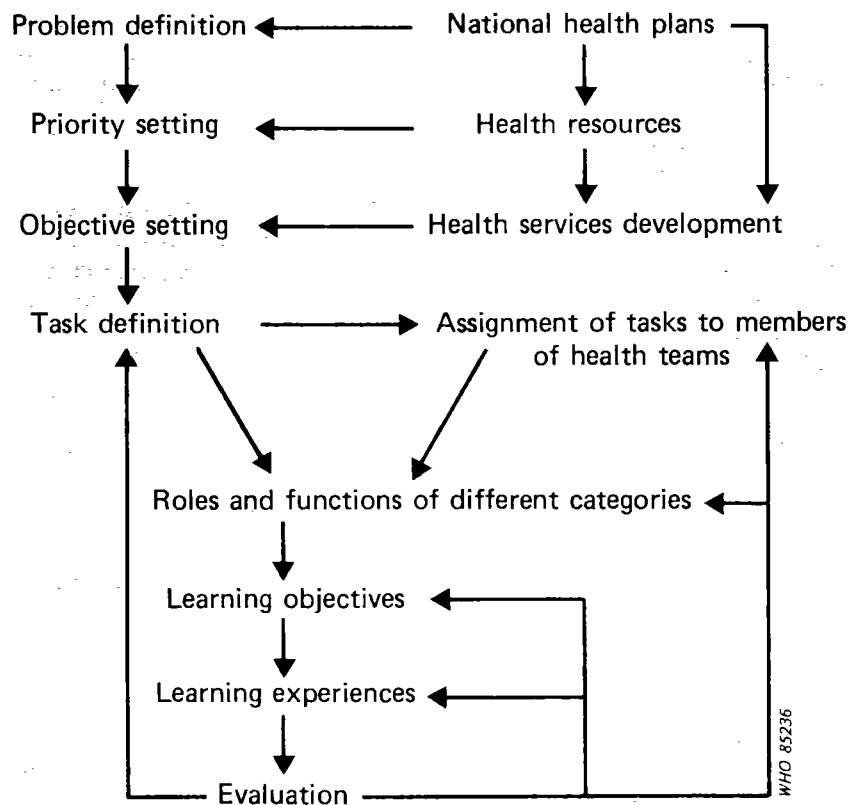 Problem definition
National health plans
Priority setting
Health resources
Objective setting
Health services development
Task definition
Assignment of tasks to members
of health teams
Roles and functions of different categories
Learning objectives
Learning experiences
Evaluation
WHO 85236